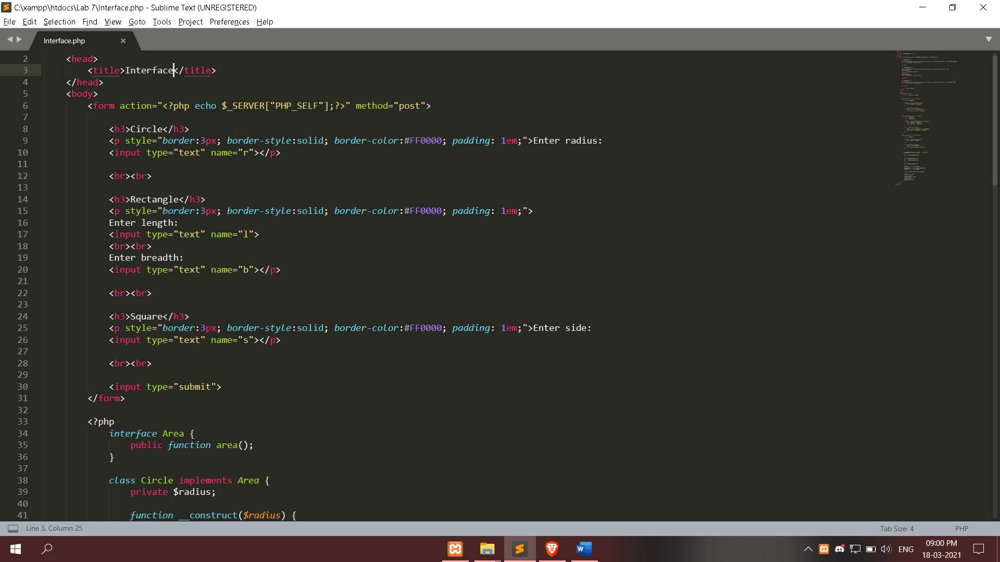 C:\xampp\htdocs\Lab 7\Interface.php - Sublime Text (UNREGISTERED)
File Edit Selection Find View Goto Tools Project Preferences Help
Interface.php
2 <head>
3 <title>Interface</title>
4 </head>
5 <body>
6 <form action="<?php echo $_SERVER["PHP_SELF"];?>" method="post">
7
8 <h3>Circle</h3>
9 <p style="border:3px; border-style:solid; border-color:#FF0000; padding: 1em;">Enter radius:
10 <input type="text" name="r"></p>
11
12 <br><br>
13
14 <h3>Rectangle</h3>
15 <p style="border:3px; border-style:solid; border-color:#FF0000; padding: 1em;">
16 Enter length:
17 <input type="text" name="l">
18 <br><br>
19 Enter breadth:
20 <input type="text" name="b"></p>
21
22 <br><br>
23
24 <h3>Square</h3>
25 <p style="border:3px; border-style:solid; border-color:#FF0000; padding: 1em;">Enter side:
26 <input type="text" name="s"></p>
27
28 <br><br>
29
30 <input type="submit">
31 </form>
32
33 <?php
34 interface Area {
35 public function area();
36 }
37
38 class Circle implements Area {
39 private $radius;
40
41 function __construct($radius) {
Line 3, Column 25
Tab Size: 4
PHP
ENG
09:00 PM
18-03-2021